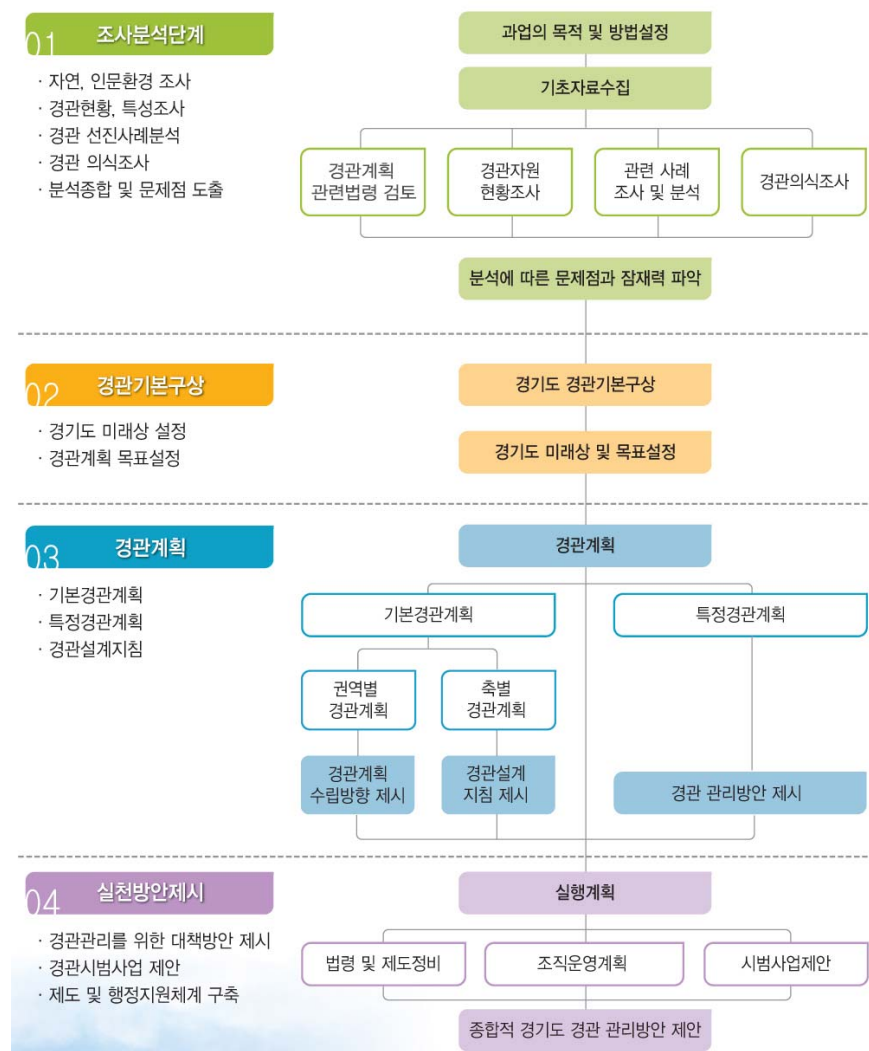 01 조사분석단계
· 자연, 인문환경 조사
· 경관현황, 특성조사
· 경관 선진사례분석
· 경관 의식조사
· 분석종합 및 문제점 도출
과업의 목적 및 방법설정
기초자료수집
경관계획
관련법령 검토
경관자원
현황조사
관련 사례
조사 및 분석
경관의식조사
분석에 따른 문제점과 잠재력 파악
02 경관기본구상
· 경기도 미래상 설정
· 경관계획 목표설정
경기도 경관기본구상
경기도 미래상 및 목표설정
03 경관계획
· 기본경관계획
· 특정경관계획
· 경관설계지침
경관계획
기본경관계획
특정경관계획
권역별
경관계획
축별
경관계획
경관계획
수립방향 제시
경관설계
지침 제시
경관 관리방안 제시
04 실천방안제시
· 경관관리를 위한 대책방안 제시
· 경관시범사업 제안
· 제도 및 행정지원체계 구축
실행계획
법령 및 제도정비
조직운영계획
시범사업제안
종합적 경기도 경관 관리방안 제안